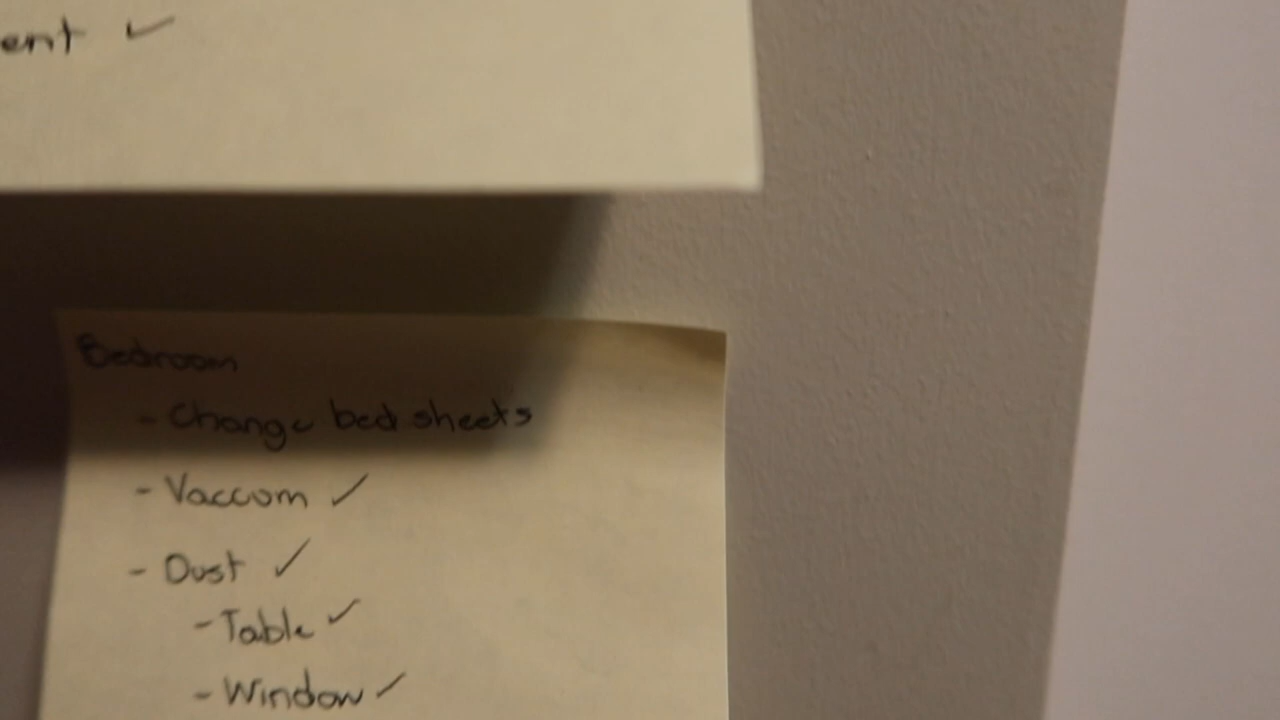 ent ✓
Bedroom
- Change bed sheets
- Vaccum ✓
- Dust ✓
- Table ✓
- Window ✓